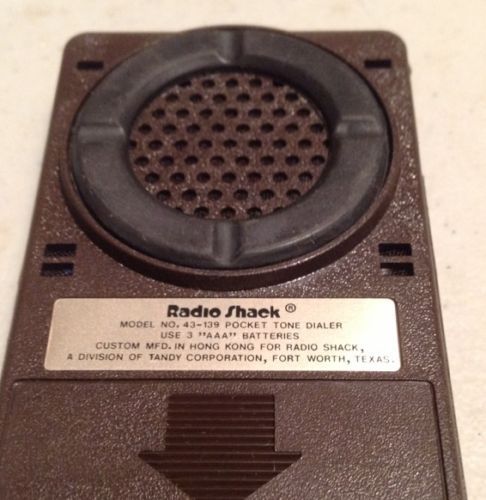 Radio Shack ®
MODEL NO. 43-139 POCKET TONE DIALER
USE 3 "AAA" BATTERIES
CUSTOM MFD. IN HONG KONG FOR RADIO SHACK,
A DIVISION OF TANDY CORPORATION, FORT WORTH, TEXAS.